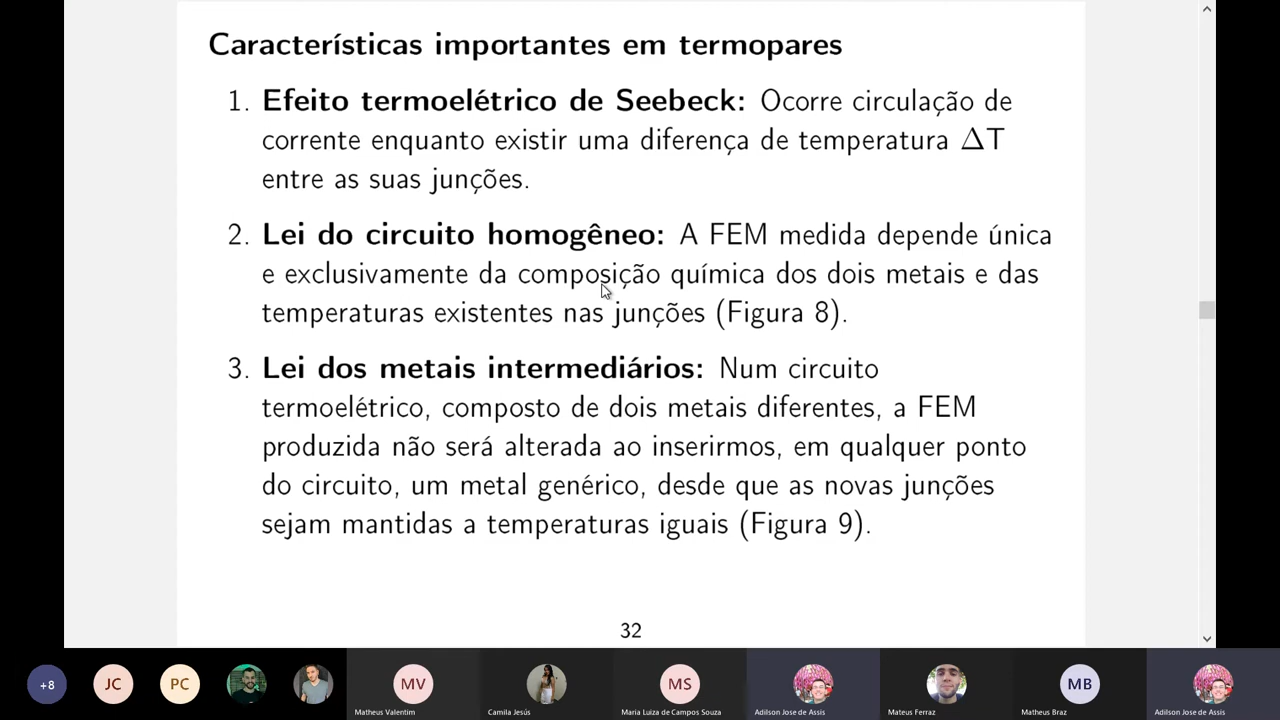 Características importantes em termopares
1. Efeito termoelétrico de Seebeck: Ocorre circulação de
corrente enquanto existir uma diferença de temperatura ΔT
entre as suas junções.
2. Lei do circuito homogêneo: A FEM medida depende única
e exclusivamente da composição química dos dois metais e das
temperaturas existentes nas junções (Figura 8).
3. Lei dos metais intermediários: Num circuito
termoelétrico, composto de dois metais diferentes, a FEM
produzida não será alterada ao inserirmos, em qualquer ponto
do circuito, um metal genérico, desde que as novas junções
sejam mantidas a temperaturas iguais (Figura 9).
32
+8 JC PC MV MS MB
Matheus Valentim Camila Jesús Maria Luiza de Campos Souza Adilson Jose de Assis Mateus Ferraz Matheus Braz Adilson Jose de Assis